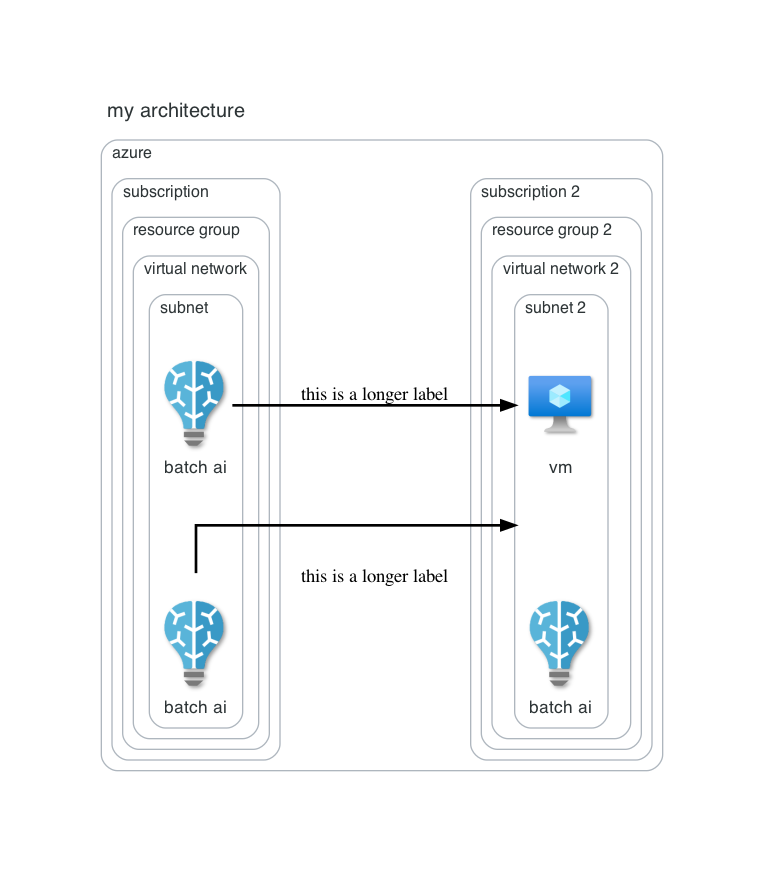 my architecture
azure
subscription
resource group
virtual network
subnet
batch ai
this is a longer label
subscription 2
resource group 2
virtual network 2
subnet 2
vm
this is a longer label
batch ai
batch ai